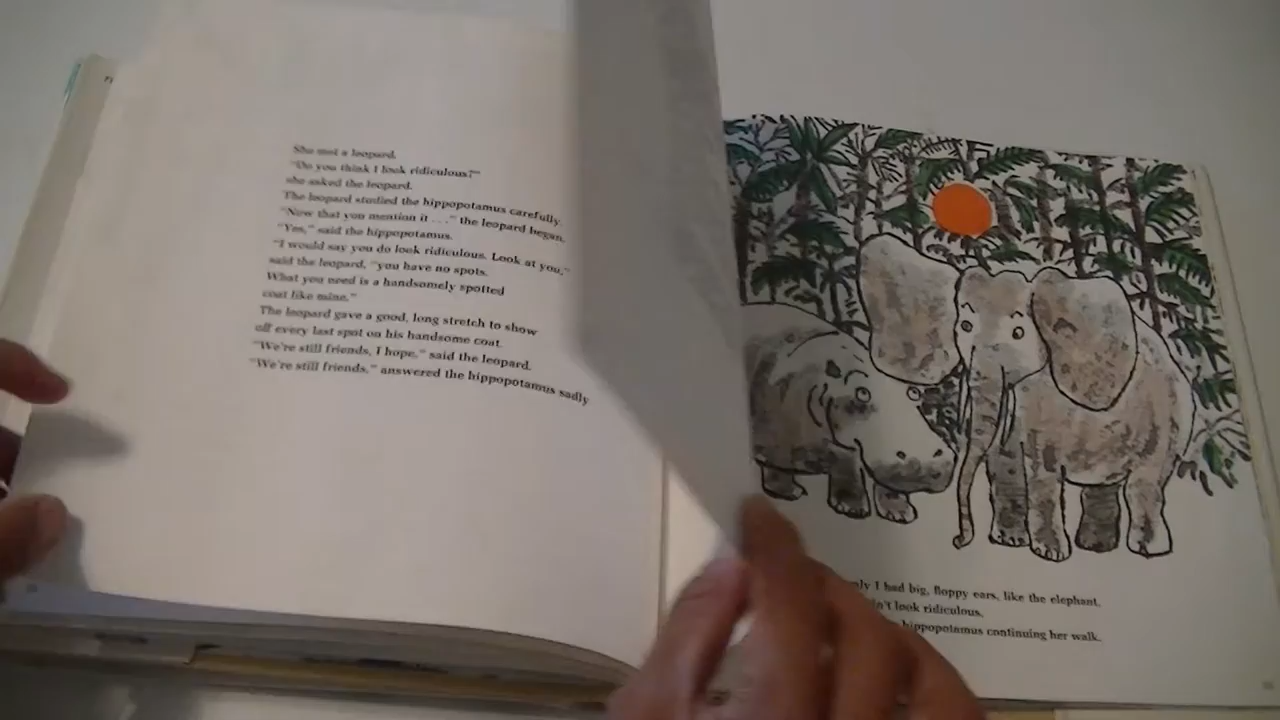 She met a leopard.
"Do you think I look ridiculous?"
she asked the leopard.
The leopard studied the hippopotamus carefully.
"Now that you mention it . . ." the leopard began.
"Yes," said the hippopotamus.
"I would say you do look ridiculous. Look at you,"
said the leopard, "you have no spots.
What you need is a handsomely spotted
coat like mine."
The leopard gave a good, long stretch to show
off every last spot on his handsome coat.
"We're still friends, I hope," said the leopard.
"We're still friends," answered the hippopotamus sadly
I had big, floppy ears, like the elephant,
look ridiculous.
hippopotamus continuing her walk.